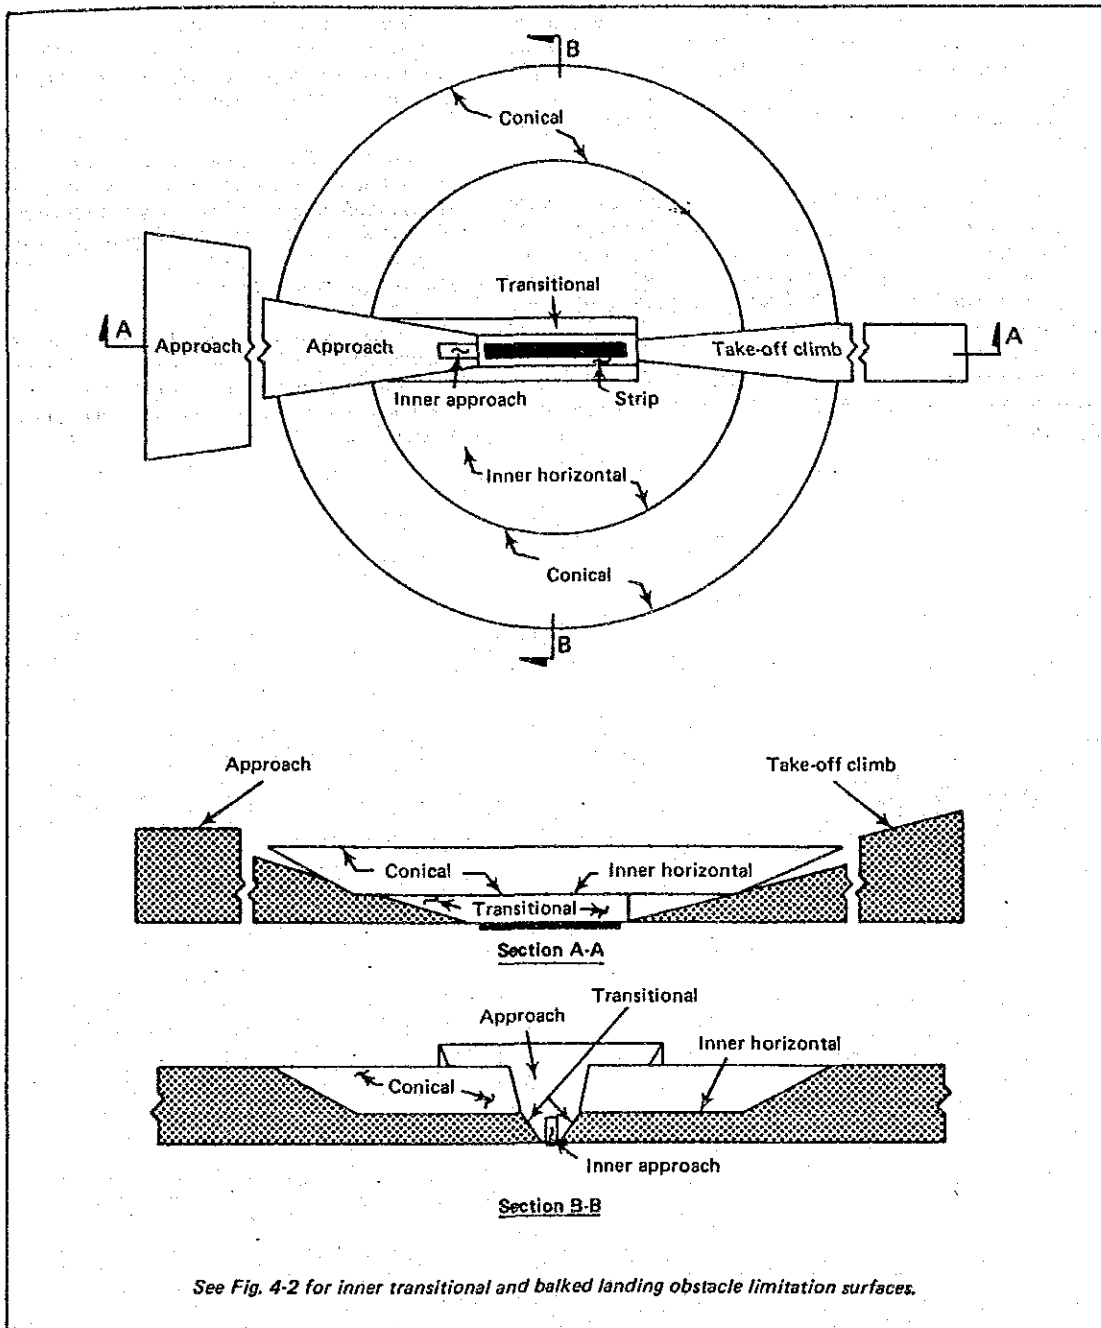 B
Conical
Transitional
A
Approach
Approach
Take-off climb
A
Inner approach
Strip
Inner horizontal
Conical
B
Approach
Take-off climb
Conical
Inner horizontal
Transitional
Section A-A
Transitional
Approach
Inner horizontal
Conical
Inner approach
Section B-B
See Fig. 4-2 for inner transitional and balked landing obstacle limitation surfaces.